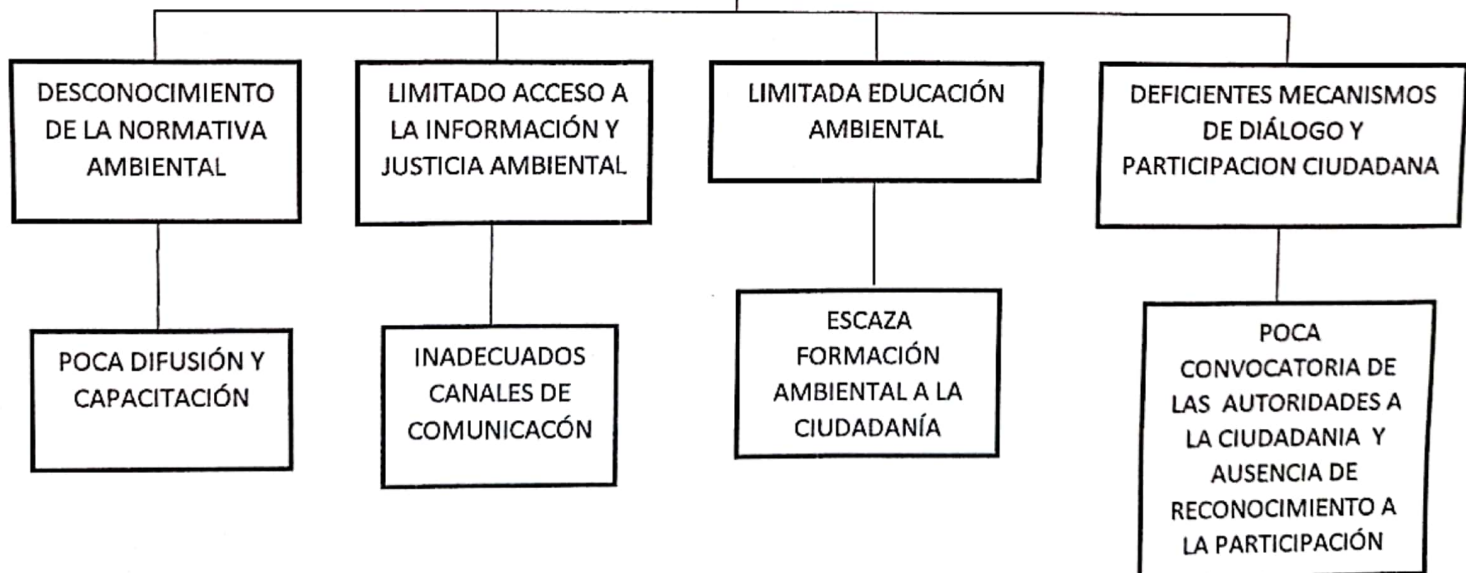 DESCONOCIMIENTO
DE LA NORMATIVA
AMBIENTAL
LIMITADO ACCESO A
LA INFORMACIÓN Y
JUSTICIA AMBIENTAL
LIMITADA EDUCACIÓN
AMBIENTAL
DEFICIENTES MECANISMOS
DE DIÁLOGO Y
PARTICIPACION CIUDADANA
POCA DIFUSIÓN Y
CAPACITACIÓN
INADECUADOS
CANALES DE
COMUNICACÓN
ESCAZA
FORMACIÓN
AMBIENTAL A LA
CIUDADANÍA
POCA
CONVOCATORIA DE
LAS AUTORIDADES A
LA CIUDADANIA Y
AUSENCIA DE
RECONOCIMIENTO A
LA PARTICIPACIÓN